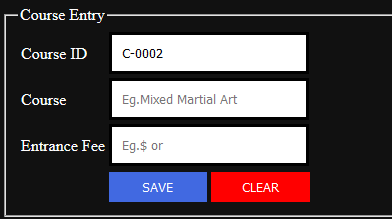 Course Entry
Course ID C-0002
Course Eg.Mixed Martial Art
Entrance Fee Eg.$ or
SAVE CLEAR